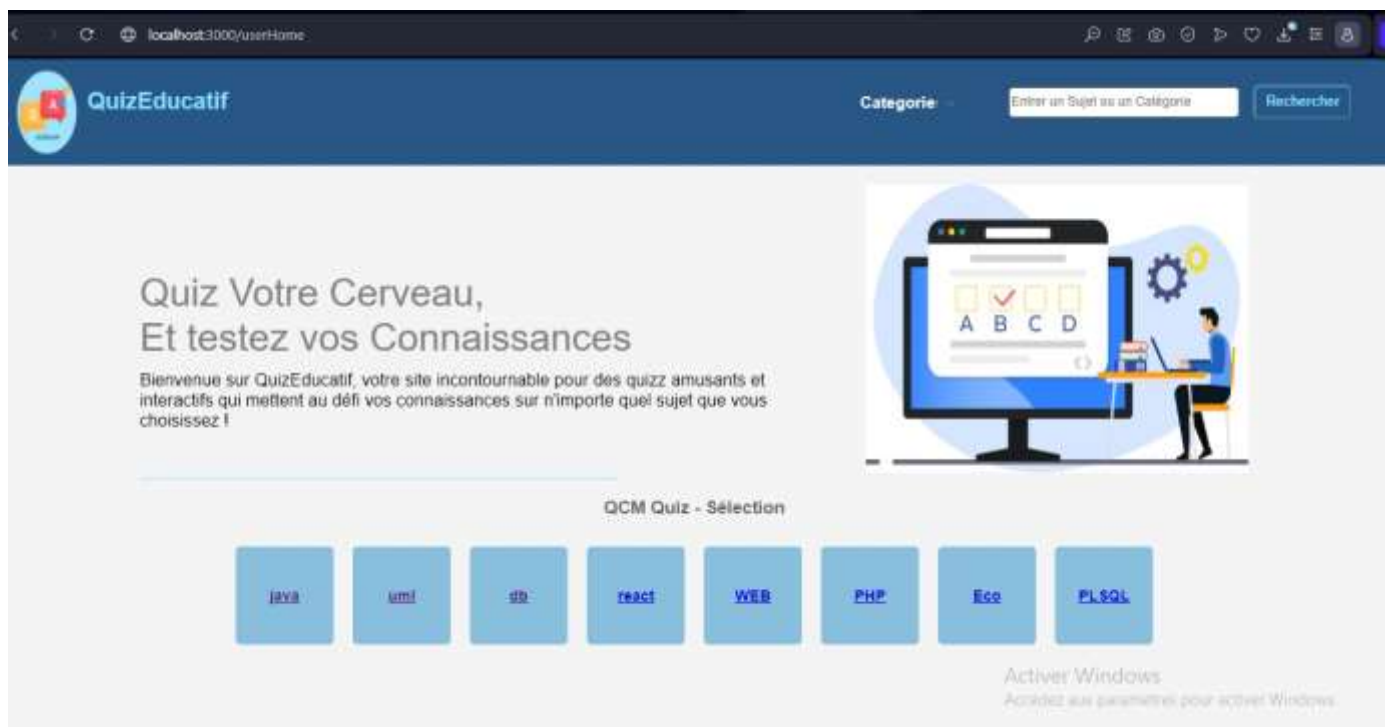 localhost:3000/userHome
QuizEducatif
Categorie
Entrer un Sujet ou un Catégorie
Rechercher
Quiz Votre Cerveau,
Et testez vos Connaissances
Bienvenue sur QuizEducatif, votre site incontournable pour des quizz amusants et
interactifs qui mettent au défi vos connaissances sur n'importe quel sujet que vous
choisissez !
A B C D
QCM Quiz - Sélection
java uml db react WEB PHP Eco PLSQL
Activer Windows
Accédez aux paramètres pour activer Windows.